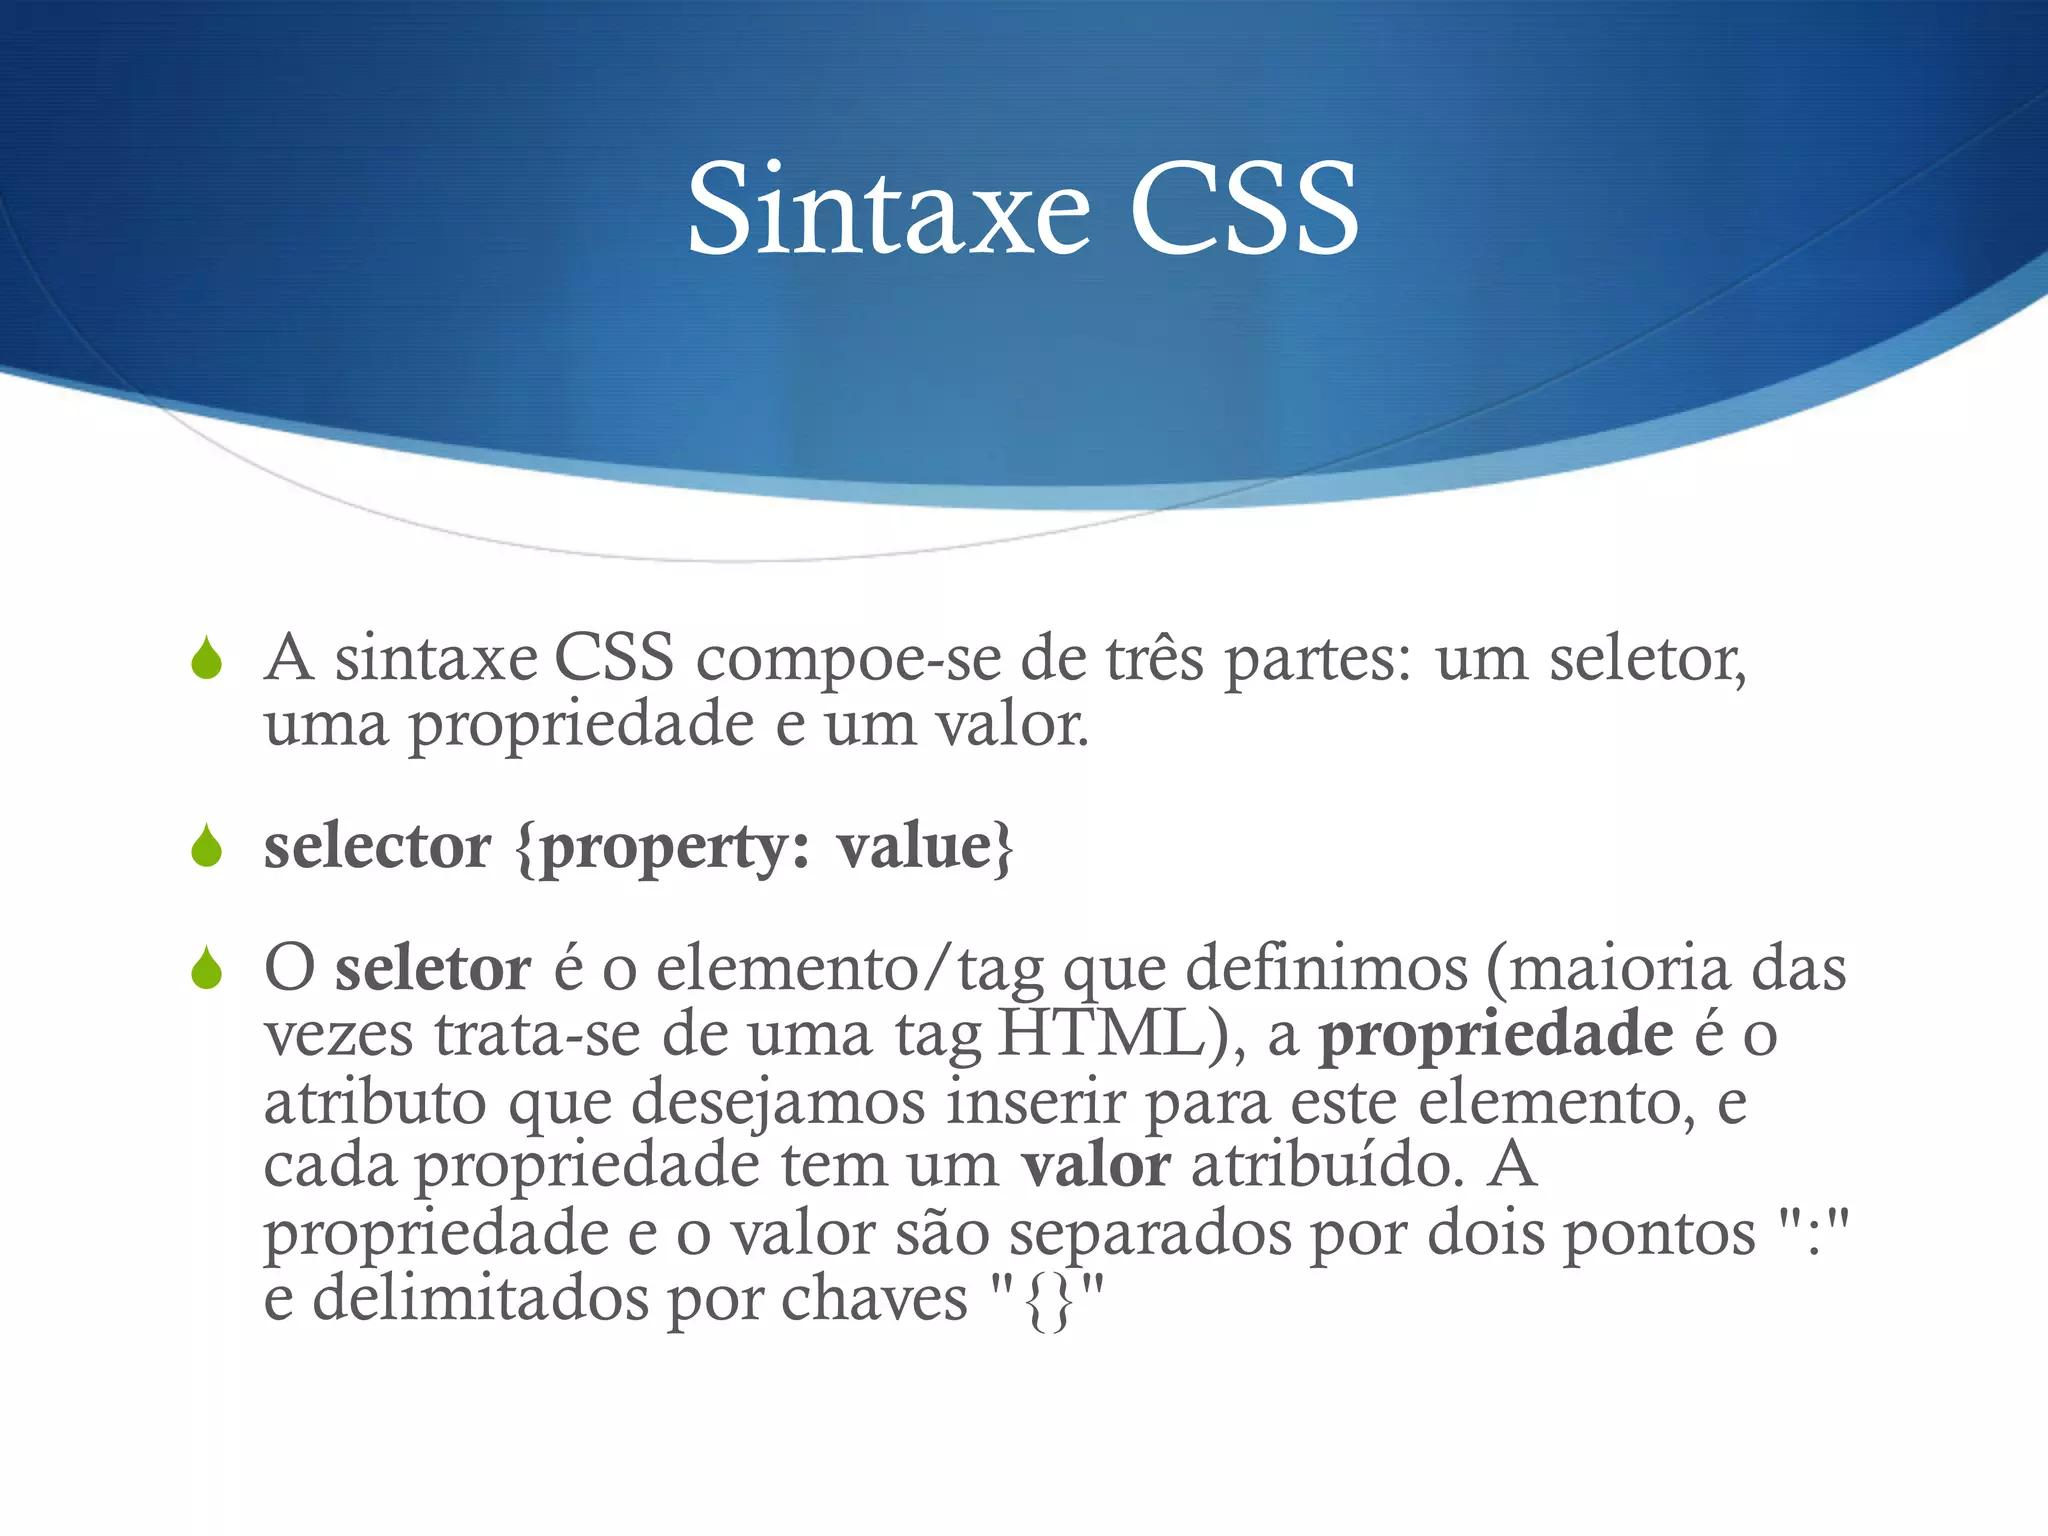 Sintaxe CSS
A sintaxe CSS compoe-se de três partes: um seletor,
uma propriedade e um valor.
selector {property: value}
O seletor é o elemento/tag que definimos (maioria das
vezes trata-se de uma tag HTML), a propriedade é o
atributo que desejamos inserir para este elemento, e
cada propriedade tem um valor atribuído. A
propriedade e o valor são separados por dois pontos ":"
e delimitados por chaves "{}"